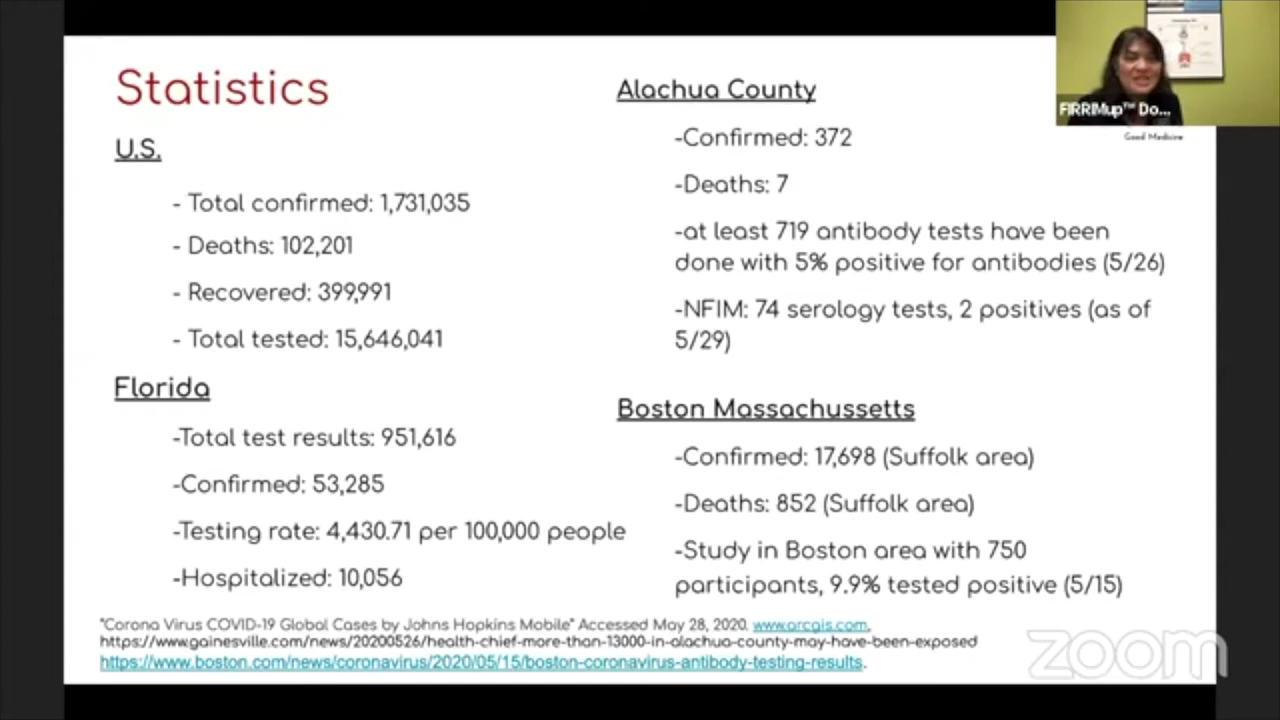 Statistics
U.S.
- Total confirmed: 1,731,035
- Deaths: 102,201
- Recovered: 399,991
- Total tested: 15,646,041
Florida
-Total test results: 951,616
-Confirmed: 53,285
-Testing rate: 4,430.71 per 100,000 people
-Hospitalized: 10,056
Alachua County
-Confirmed: 372
-Deaths: 7
-at least 719 antibody tests have been
done with 5% positive for antibodies (5/26)
-NFIM: 74 serology tests, 2 positives (as of
5/29)
Boston Massachussetts
-Confirmed: 17,698 (Suffolk area)
-Deaths: 852 (Suffolk area)
-Study in Boston area with 750
participants, 9.9% tested positive (5/15)
"Corona Virus COVID-19 Global Cases by Johns Hopkins Mobile" Accessed May 28, 2020. www.arcgis.com.
https://www.gainesville.com/news/20200526/health-chief-more-than-13000-in-alachua-county-may-have-been-exposed
https://www.boston.com/news/coronavirus/2020/05/15/boston-coronavirus-antibody-testing-results.
FIRRIMup™ Do...
Good Medicine
zoom